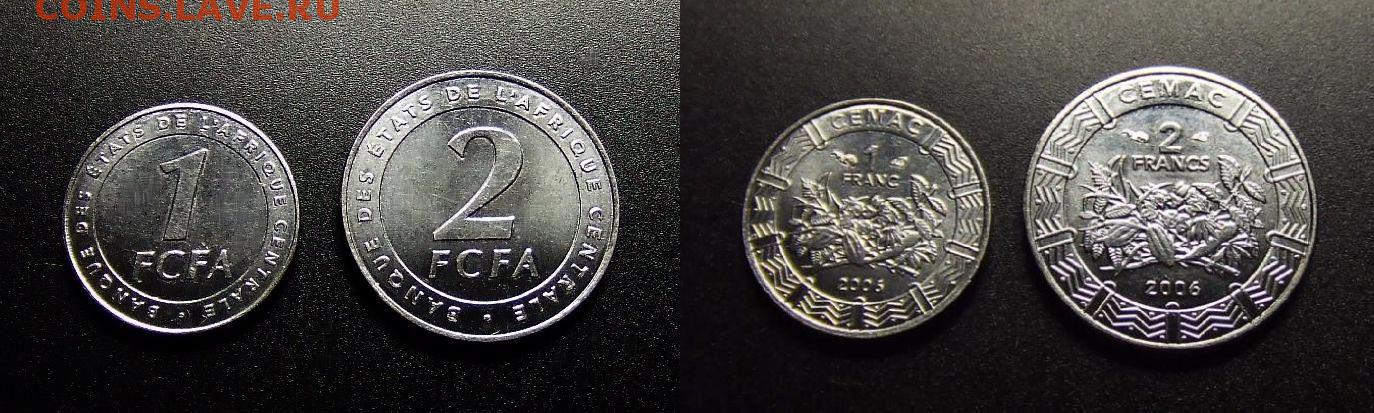 COINS.LAVE.RU
BANQUE DES ÉTATS DE L'AFRIQUE CENTRALE
1
FCFA
BANQUE DES ÉTATS DE L'AFRIQUE CENTRALE
2
FCFA
CEMAC
1
FRANC
2006
CEMAC
2
FRANCS
2006